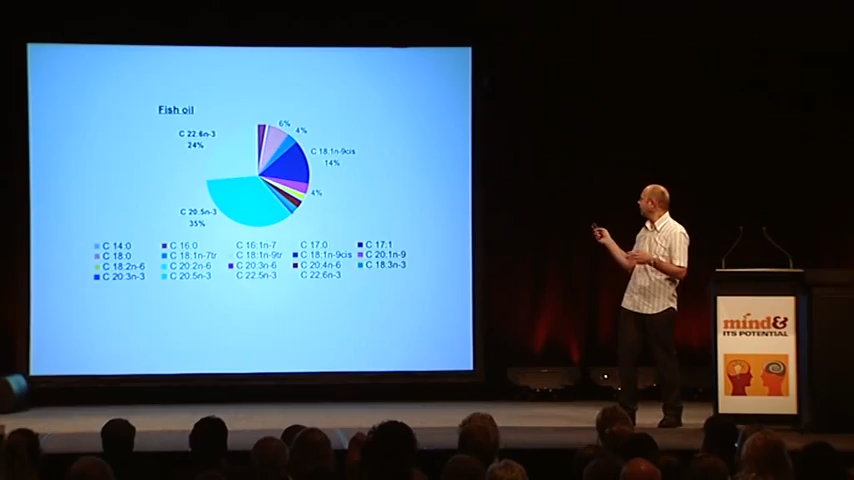 Fish oil
6%
4%
C 22:6n-3
24%
C 18:1n-9cis
14%
4%
C 20:5n-3
35%
C 14:0 C 16:0 C 16:1n-7 C 17:0 C 17:1
C 18:0 C 18:1n-7tr C 18:1n-9tr C 18:1n-9cis C 20:1n-9
C 18:2n-6 C 20:2n-6 C 20:3n-6 C 20:4n-6 C 18:3n-3
C 20:3n-3 C 20:5n-3 C 22:5n-3 C 22:6n-3
mind&
ITS POTENTIAL